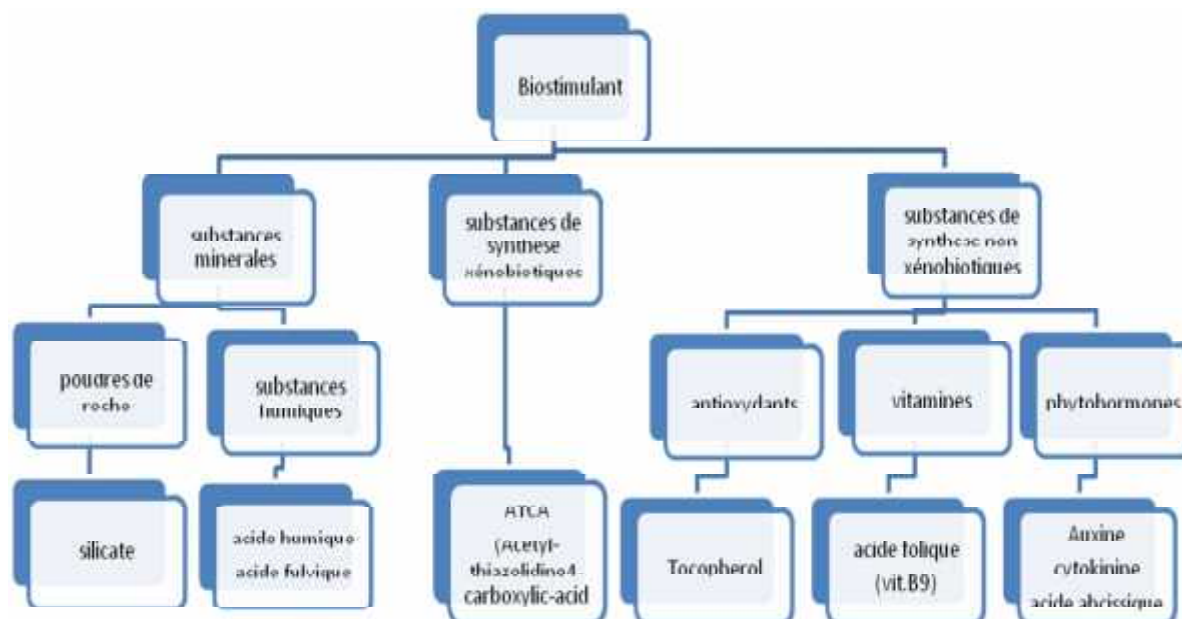 Biostimulant
substances
minerales
substances de
synthese
xénobiotiques
substances de
synthese non
xénobiotiques
poudres de
roche
substances
humiques
antioxydants
vitamines
phytohormones
silicate
acide humique
acide fulvique
ATCA
(Acetyl-
thiazolidino4
carboxylic-acid
Tocopherol
acide folique
(vit.B9)
Auxine
cytokinine
acide abcissique